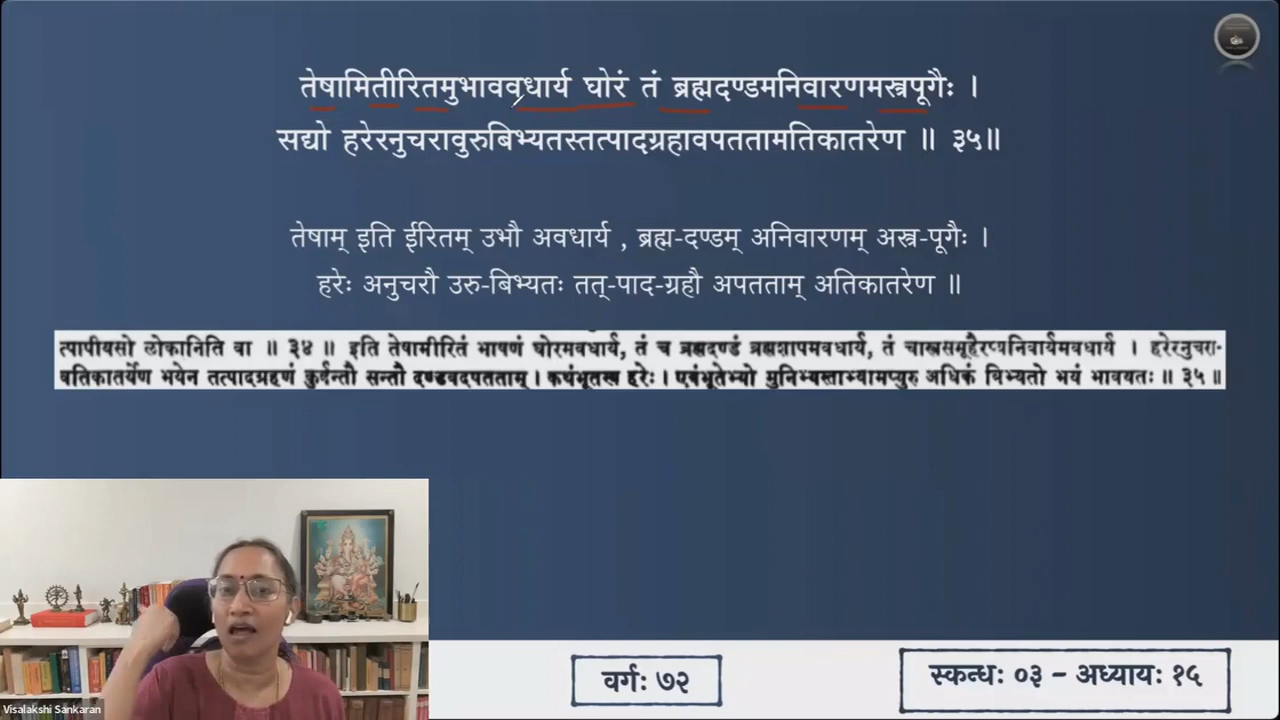 तेषामितीरितमुभाववधार्य घोरं तं ब्रह्मदण्डमनिवारणमस्त्रपूगैः ।
सद्यो हरेरनुचरावुरुबिभ्यतस्तत्पादग्रहावपततामतिकातरेण ॥ ३५॥
तेषाम् इति ईरितम् उभौ अवधार्य , ब्रह्म-दण्डम् अनिवारणम् अस्त्र-पूगैः ।
हरेः अनुचरौ उरु-बिभ्यतः तत्-पाद-ग्रहौ अपतताम् अतिकातरेण ॥
त्पापीयसो लोकानिति वा ॥ ३४ ॥ इति तेषामीरितं भाषणं घोरमवधार्य, तं च ब्रह्मदण्डं ब्रह्मशापमवधार्य, तं चास्त्रसमूहैरप्यनिवार्यमवधार्य । हरेरनुचरा-
वतिकातर्येण भयेन तत्पादग्रहणं कुर्वन्तौ सन्तौ दण्डवदपतताम् । कथंभूतस्य हरेः । एवंभूतेभ्यो मुनिभ्यस्ताभ्यामप्युरु अधिकं बिभ्यतो भयं भावयतः ॥ ३५ ॥
Visalakshi Sankaran
वर्गः ७२
स्कन्धः ०३ – अध्यायः १५